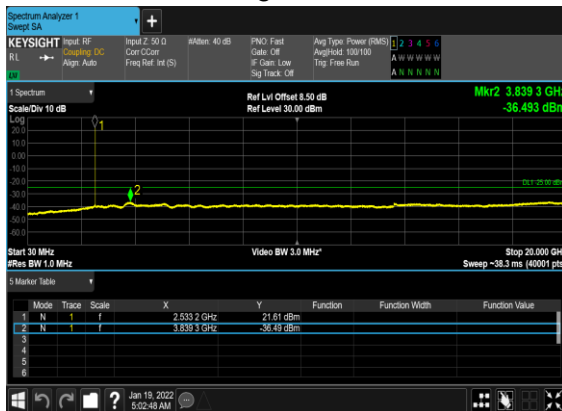 Spectrum Analyzer 1
Swept SA
+
KEYSIGHT Input: RF Input Z: 50 Ω #Atten: 40 dB PNO: Fast Avg Type: Power (RMS) 1 2 3 4 5 6
RL Coupling: DC Corr CCorr Gate: Off Avg|Hold: 100/100 A W W W W W
Align: Auto Freq Ref: Int (S) IF Gain: Low Trig: Free Run
Sig Track: Off A N N N N N
1 Spectrum Ref Lvl Offset 8.50 dB Mkr2 3.839 3 GHz
Scale/Div 10 dB Ref Level 30.00 dBm -36.493 dBm
Log
20.0
10.0
0.00
-10.0
-20.0
-30.0
-40.0
-50.0
-60.0
1
2
DL1 -25.00 dBm
Start 30 MHz Video BW 3.0 MHz* Stop 20.000 GHz
#Res BW 1.0 MHz Sweep ~38.3 ms (40001 pts)
5 Marker Table
Mode Trace Scale X Y Function Function Width Function Value
1 N 1 f 2.533 2 GHz 21.61 dBm
2 N 1 f 3.839 3 GHz -36.49 dBm
3
4
5
6
? Jan 19, 2022
5:02:48 AM